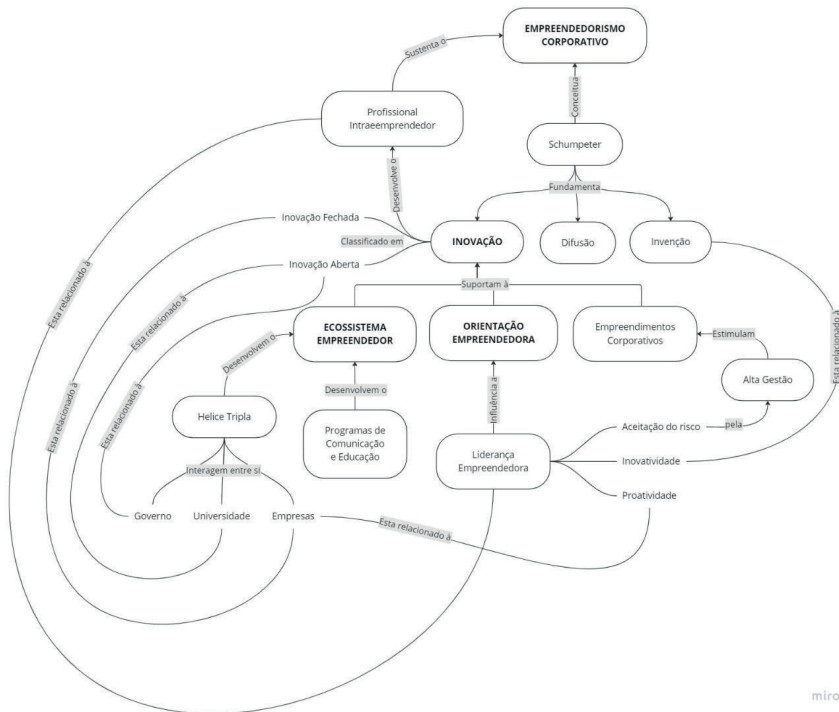 EMPREENDEDORISMO
CORPORATIVO
Sustenta o
Conceitua
Profissional
Intraeemprendedor
Schumpeter
Desenvolve o
Fundamenta
Inovação Fechada
Classificado em
INOVAÇÃO
Difusão
Invenção
Inovação Aberta
Suportam à
Esta relacionado à
Esta relacionado à
Esta relacionado à
Esta relacionado à
Esta relacionado à
ECOSSISTEMA
EMPREENDEDOR
ORIENTAÇÃO
EMPREENDEDORA
Empreendimentos
Corporativos
Estimulam
Desenvolvem o
Alta Gestão
Desenvolvem o
Influência a
Helice Tripla
Programas de
Comunicação
e Educação
Aceitação do risco
pela
Liderança
Empreendedora
Inovatividade
Interagem entre si
Proatividade
Governo
Universidade
Empresas
Esta relacionado à
miro